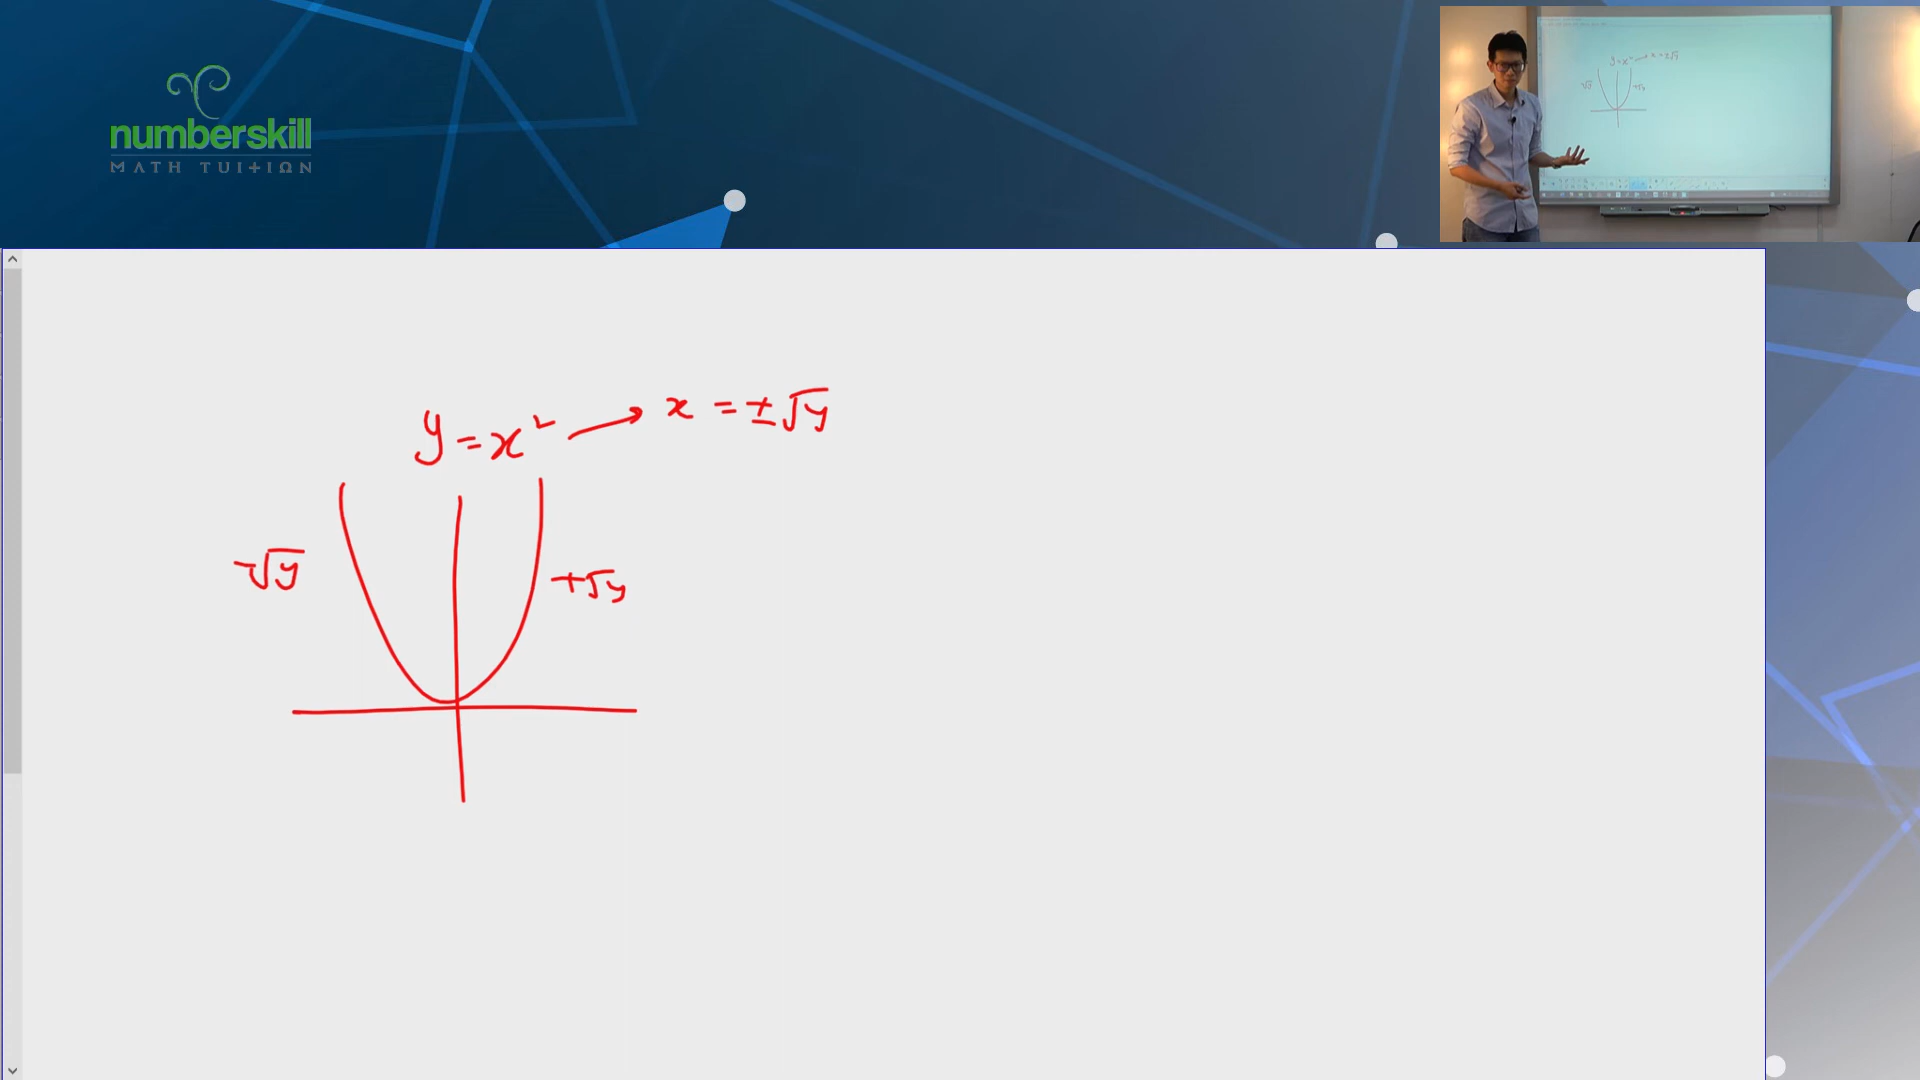 numberskill
MATH TUITION
y = x² → x = ±√y
-√y
+√y